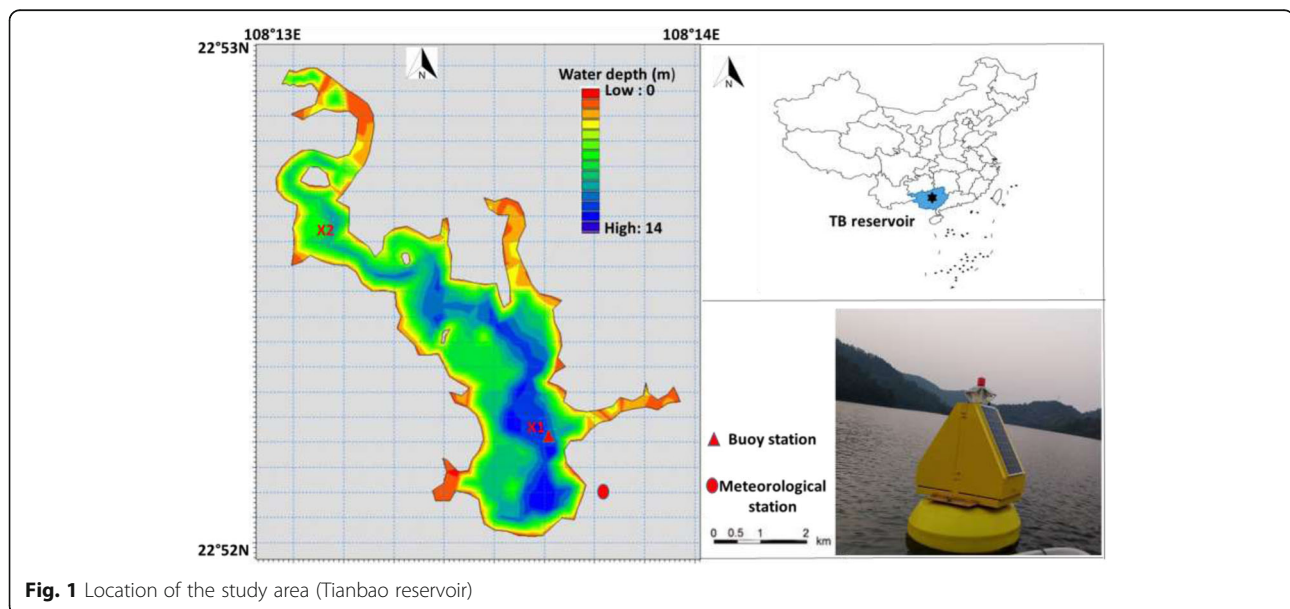 108°13E
108°14E
22°53N
N
Water depth (m)
Low : 0
High: 14
X2
X1
22°52N
N
TB reservoir
Buoy station
Meteorological
station
0 0.5 1 2
km
Fig. 1 Location of the study area (Tianbao reservoir)